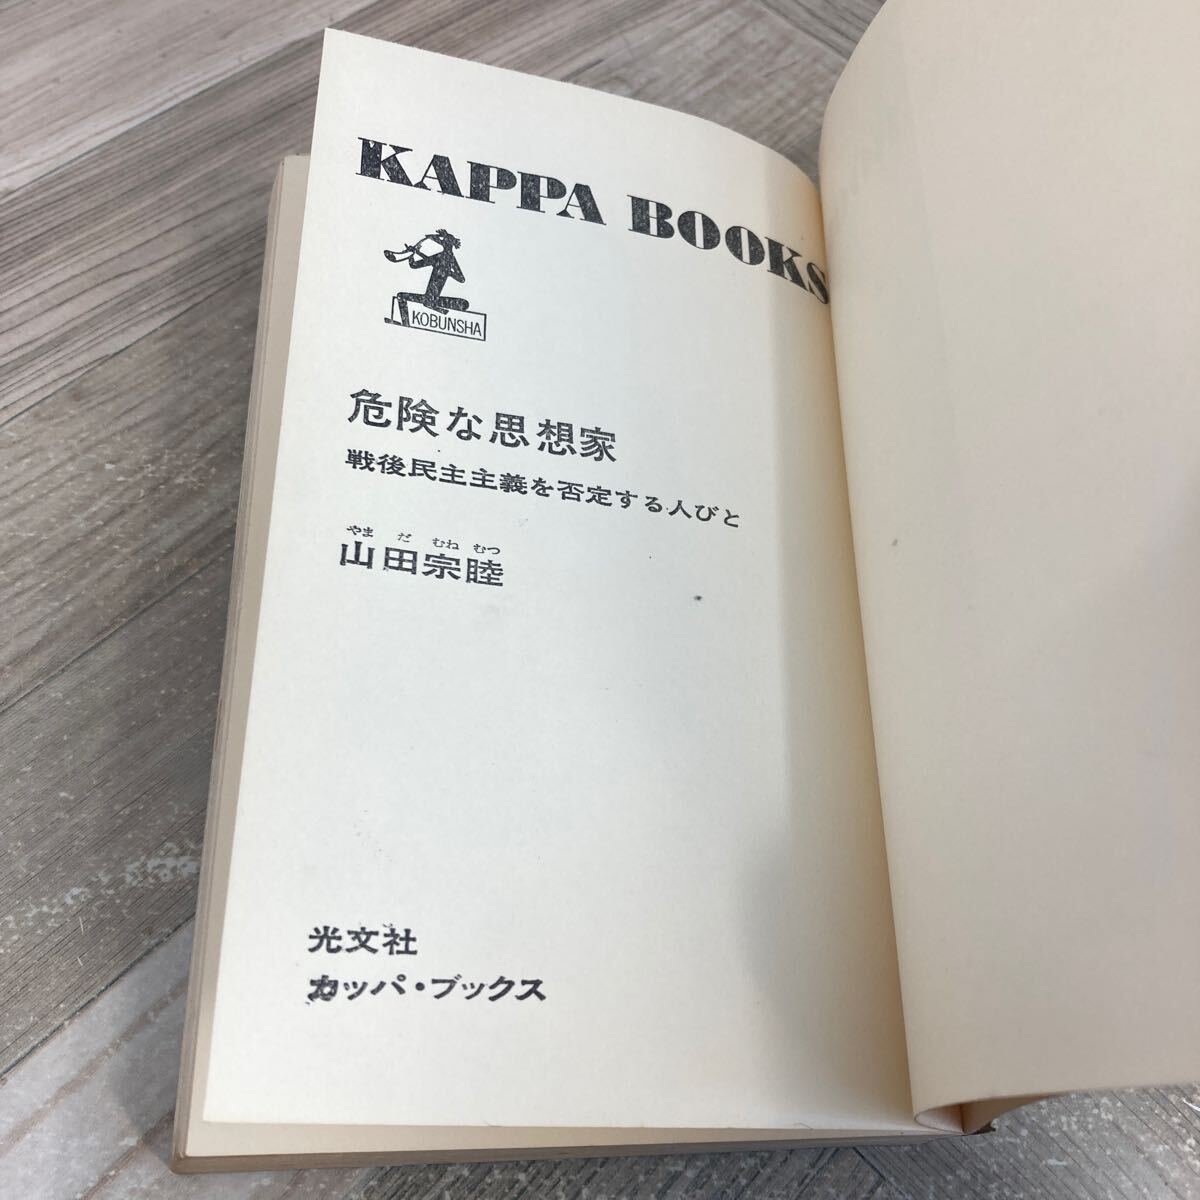 KAPPA BOOKS
KOBUNSHA
危険な思想家
戦後民主主義を否定する人びと
やま だ むね むつ
山田宗睦
光文社
カッパ・ブックス